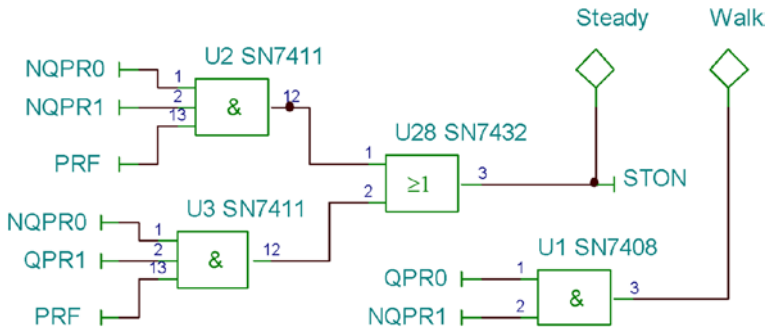 Steady Walk
U2 SN7411
NQPR0 1 12
NQPR1 2 &
13
PRF
U28 SN7432
1
≥1 3 STON
2
U3 SN7411
NQPR0 1
QPR1 2 & 12
13
PRF
U1 SN7408
QPR0 1
& 3
NQPR1 2